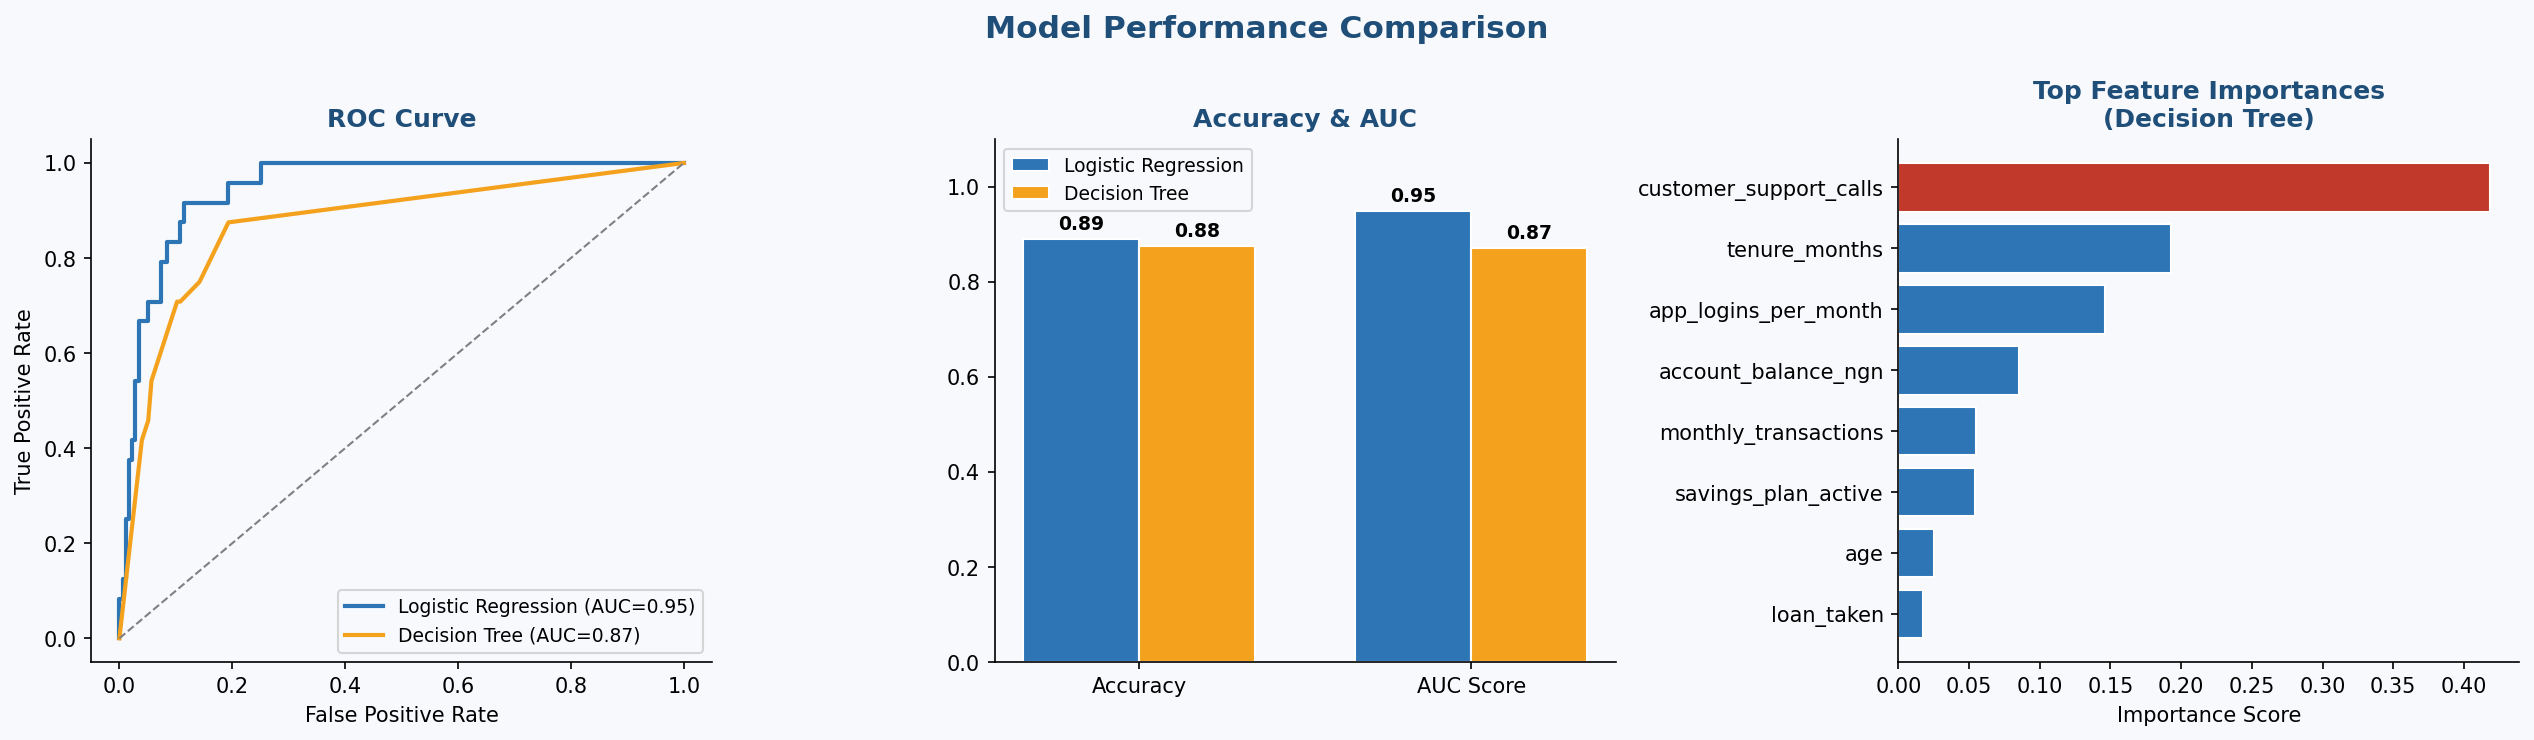 Model Performance Comparison
ROC Curve
True Positive Rate
1.0
0.8
0.6
0.4
0.2
0.0
Logistic Regression (AUC=0.95)
Decision Tree (AUC=0.87)
0.0 0.2 0.4 0.6 0.8 1.0
False Positive Rate
Accuracy & AUC
Logistic Regression
Decision Tree
1.0
0.8
0.6
0.4
0.2
0.0
0.89 0.88 0.95 0.87
Accuracy AUC Score
Top Feature Importances
(Decision Tree)
customer_support_calls
tenure_months
app_logins_per_month
account_balance_ngn
monthly_transactions
savings_plan_active
age
loan_taken
0.00 0.05 0.10 0.15 0.20 0.25 0.30 0.35 0.40
Importance Score